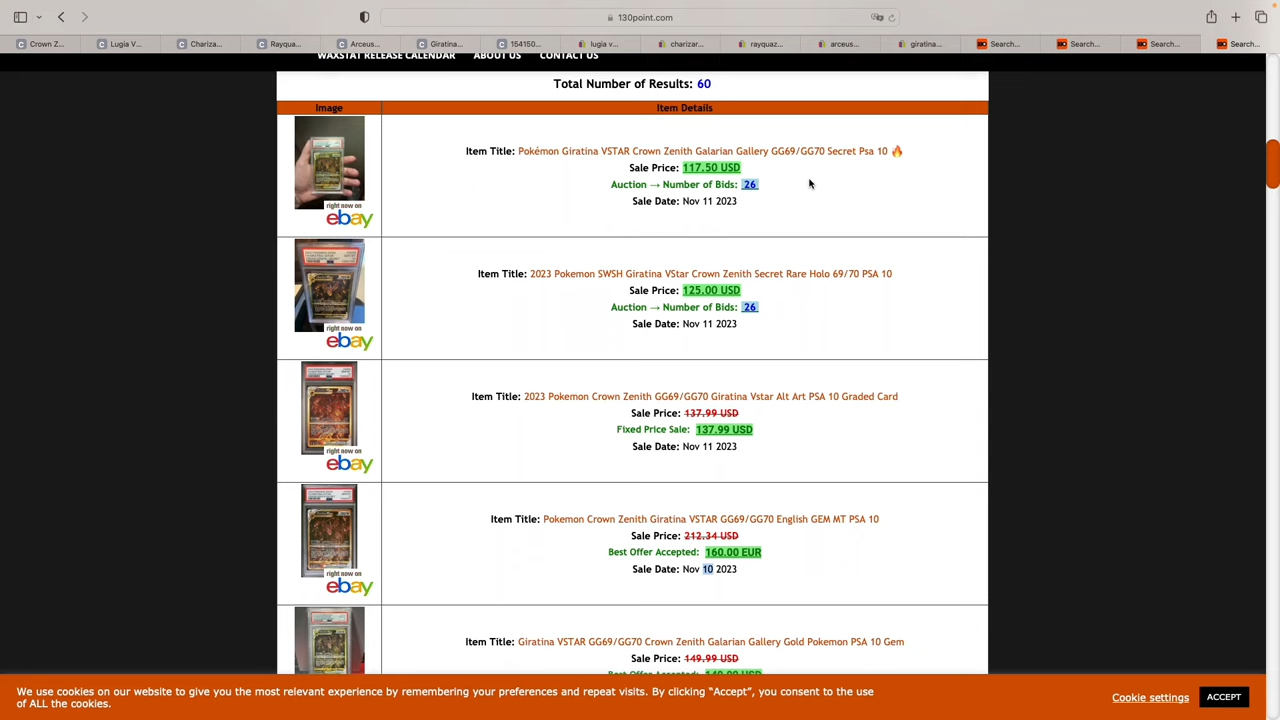 130point.com
Crown Z...
Lugia V...
Chariza...
Rayqua...
Arceus...
Giratina...
154150...
lugia v...
charizar...
rayquaz...
arceus...
giratina...
Search...
Search...
Search...
Search...
WAXSTAT RELEASE CALENDAR ABOUT US CONTACT US
Total Number of Results: 60
Image Item Details
Item Title: Pokémon Giratina VSTAR Crown Zenith Galarian Gallery GG69/GG70 Secret Psa 10 🔥
Sale Price: 117.50 USD
Auction → Number of Bids: 26
Sale Date: Nov 11 2023
right now on
ebay
Item Title: 2023 Pokemon SWSH Giratina VStar Crown Zenith Secret Rare Holo 69/70 PSA 10
Sale Price: 125.00 USD
Auction → Number of Bids: 26
Sale Date: Nov 11 2023
right now on
ebay
Item Title: 2023 Pokemon Crown Zenith GG69/GG70 Giratina Vstar Alt Art PSA 10 Graded Card
Sale Price: 137.99 USD
Fixed Price Sale: 137.99 USD
Sale Date: Nov 11 2023
right now on
ebay
Item Title: Pokemon Crown Zenith Giratina VSTAR GG69/GG70 English GEM MT PSA 10
Sale Price: 212.34 USD
Best Offer Accepted: 160.00 EUR
Sale Date: Nov 10 2023
right now on
ebay
Item Title: Giratina VSTAR GG69/GG70 Crown Zenith Galarian Gallery Gold Pokemon PSA 10 Gem
Sale Price: 149.99 USD
Best Offer Accepted: 140.00 USD
We use cookies on our website to give you the most relevant experience by remembering your preferences and repeat visits. By clicking “Accept”, you consent to the use
of ALL the cookies.
Cookie settings
ACCEPT